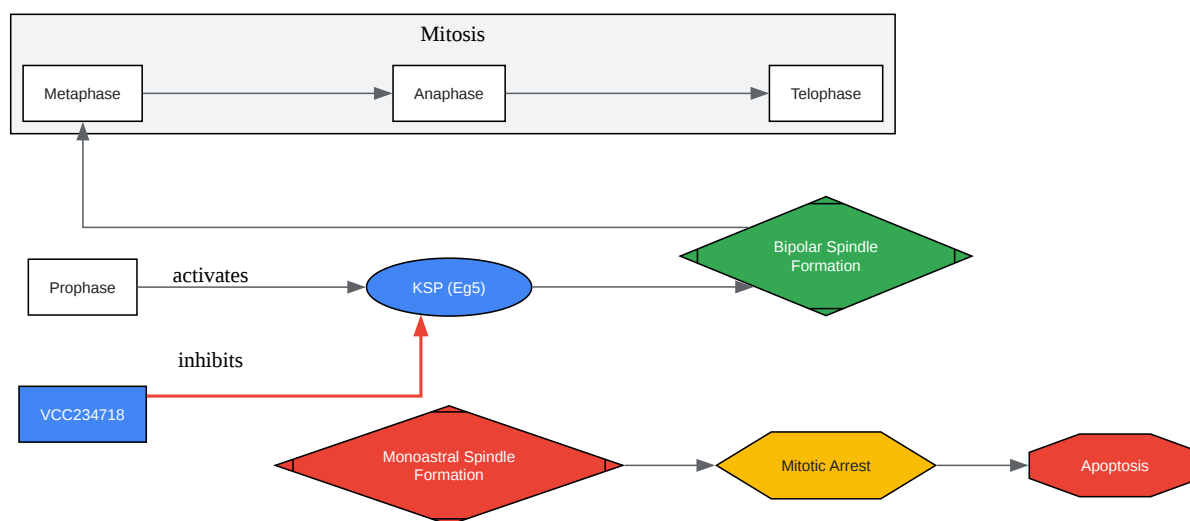 Mitosis
Metaphase
Anaphase
Telophase
Bipolar Spindle
Formation
Prophase
activates
KSP (Eg5)
inhibits
VCC234718
Monoastral Spindle
Formation
Mitotic Arrest
Apoptosis